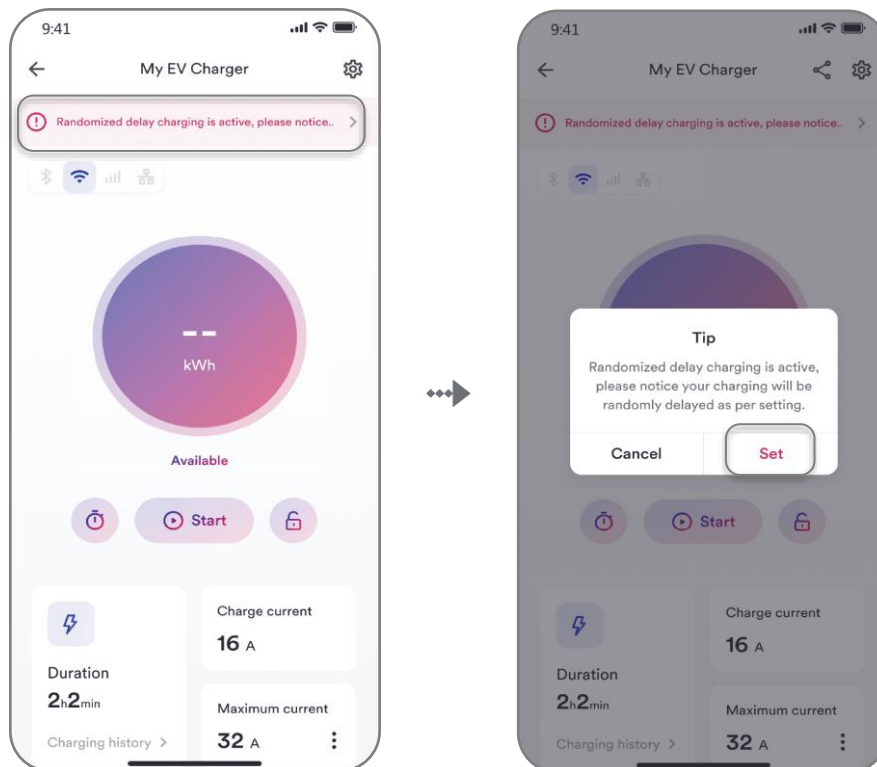 9:41
My EV Charger
Randomized delay charging is active, please notice..
--
kWh
Available
Start
Duration
2h2min
Charging history
Charge current
16 A
Maximum current
32 A
9:41
My EV Charger
Randomized delay charging is active, please notice..
Tip
Randomized delay charging is active,
please notice your charging will be
randomly delayed as per setting.
Cancel
Set
Start
Duration
2h2min
Charging history
Charge current
16 A
Maximum current
32 A